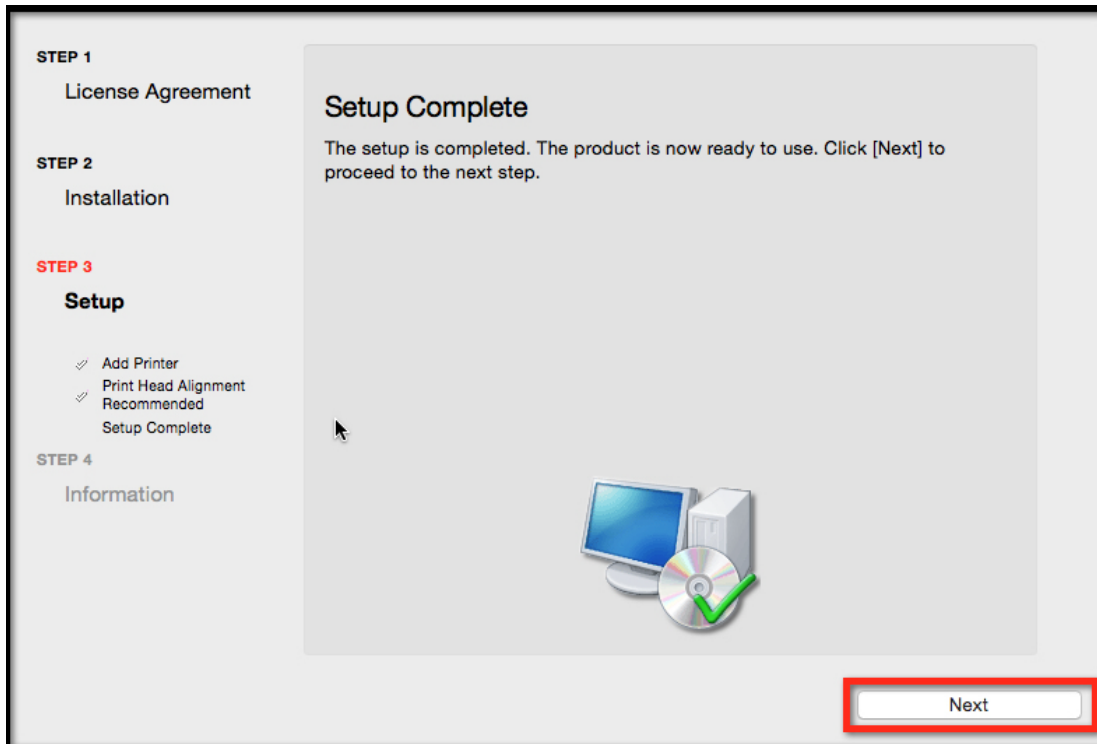 STEP 1
License Agreement
STEP 2
Installation
STEP 3
Setup
Add Printer
Print Head Alignment
Recommended
Setup Complete
STEP 4
Information
Setup Complete
The setup is completed. The product is now ready to use. Click [Next] to
proceed to the next step.
Next